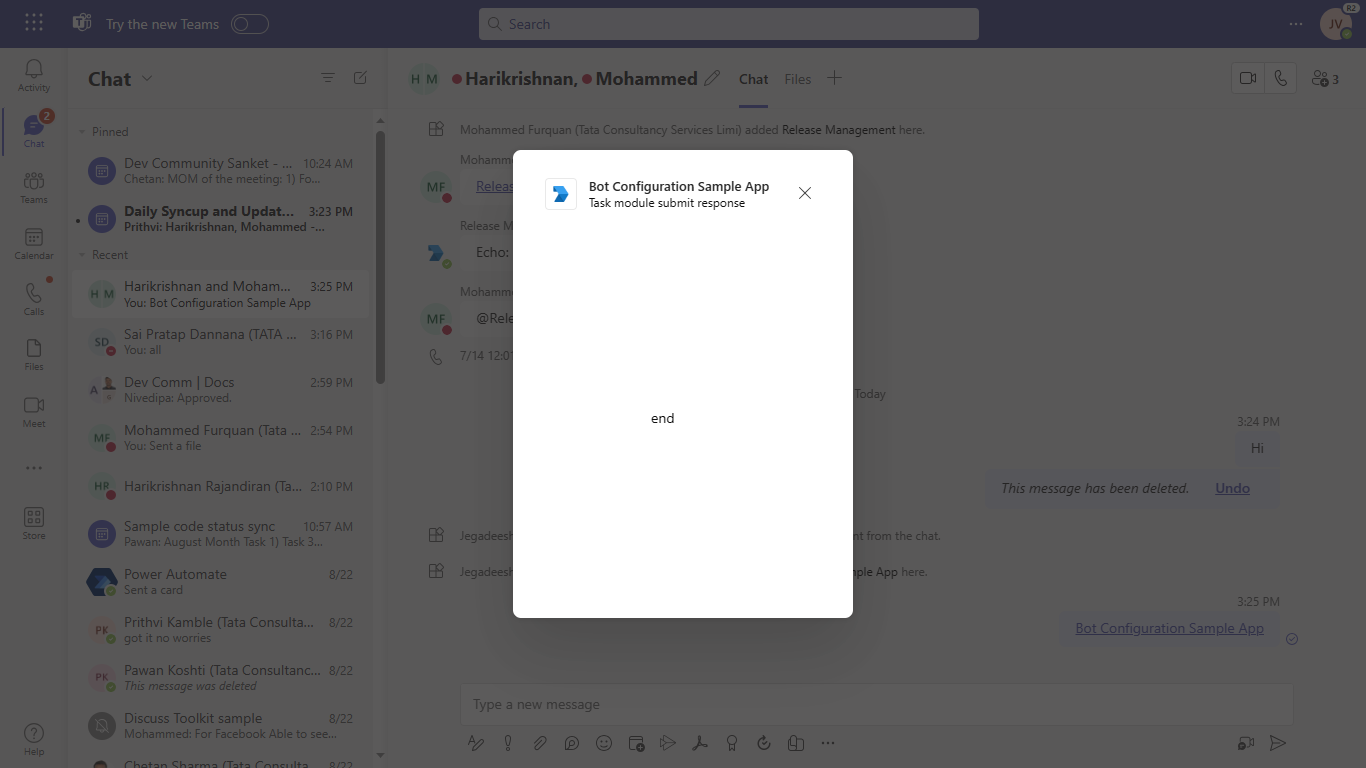 Try the new Teams
Search
R2
JV
Activity
2
Chat
Teams
Calendar
Calls
Files
Meet
Store
Help
Chat
Pinned
Dev Community Sanket - ... 10:24 AM
Chetan: MOM of the meeting: 1) Fo...
Daily Syncup and Updat... 3:23 PM
Prithvi: Harikrishnan, Mohammed -...
Recent
H M
Harikrishnan and Moham... 3:25 PM
You: Bot Configuration Sample App
SD
Sai Pratap Dannana (TATA ... 3:16 PM
You: all
A
Dev Comm | Docs 2:59 PM
Nivedipa: Approved.
MF
Mohammed Furquan (Tata ... 2:54 PM
You: Sent a file
HR
Harikrishnan Rajandiran (Ta... 2:10 PM
Sample code status sync 10:57 AM
Pawan: August Month Task 1) Task 3...
Power Automate 8/22
Sent a card
PK
Prithvi Kamble (Tata Consulta... 8/22
got it no worries
PK
Pawan Koshti (Tata Consultanc... 8/22
This message was deleted
Discuss Toolkit sample 8/22
Mohammed: For Facebook Able to see...
Chetan Sharma (Tata Consulta... 8/22
H M
Harikrishnan, Mohammed
Chat
Files
3
Mohammed Furquan (Tata Consultancy Services Limi) added Release Management here.
Mohamm
MF
Releas
Release M
Echo:
Mohamm
MF
@Rele
7/14 12:01
Today
3:24 PM
Hi
This message has been deleted. Undo
Jegadeesh nt from the chat.
Jegadeesh ple App here.
3:25 PM
Bot Configuration Sample App
Type a new message
Bot Configuration Sample App
Task module submit response
end